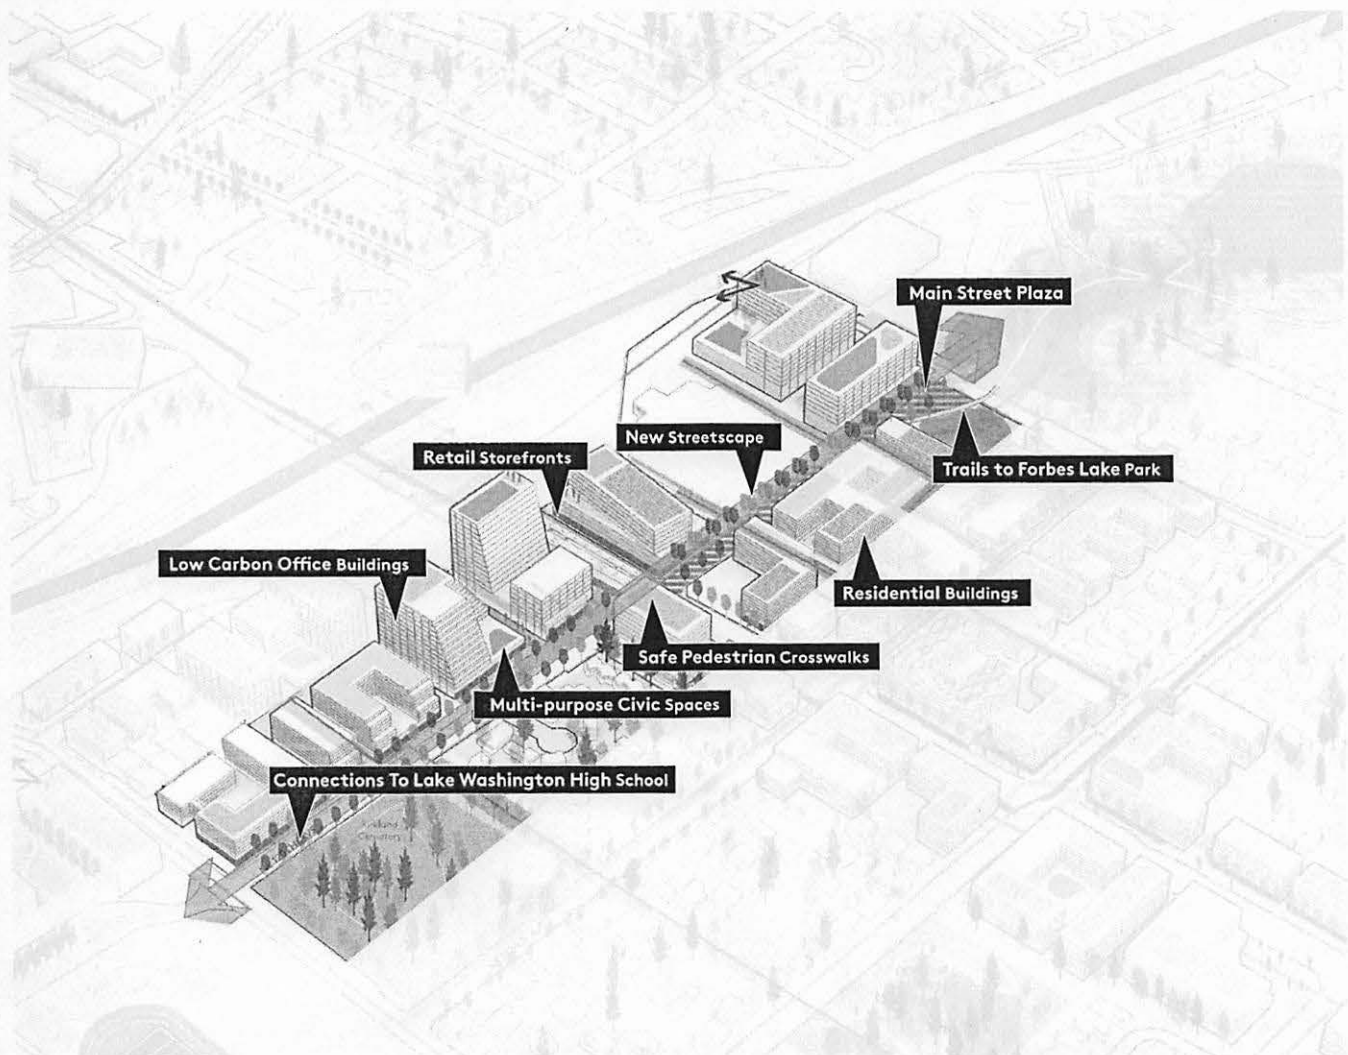 Main Street Plaza
New Streetscape
Retail Storefronts
Trails to Forbes Lake Park
Low Carbon Office Buildings
Residential Buildings
Safe Pedestrian Crosswalks
Multi-purpose Civic Spaces
Connections To Lake Washington High School
Cemetery